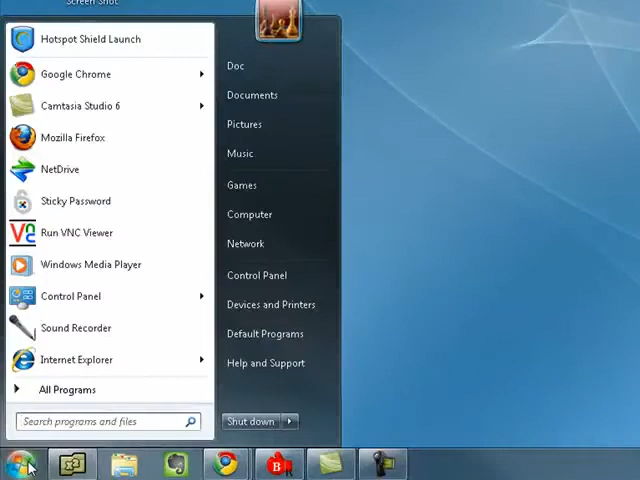 Screen Shot
Hotspot Shield Launch
Google Chrome
Camtasia Studio 6
Mozilla Firefox
NetDrive
Sticky Password
Run VNC Viewer
Windows Media Player
Control Panel
Sound Recorder
Internet Explorer
All Programs
Search programs and files
Doc
Documents
Pictures
Music
Games
Computer
Network
Control Panel
Devices and Printers
Default Programs
Help and Support
Shut down